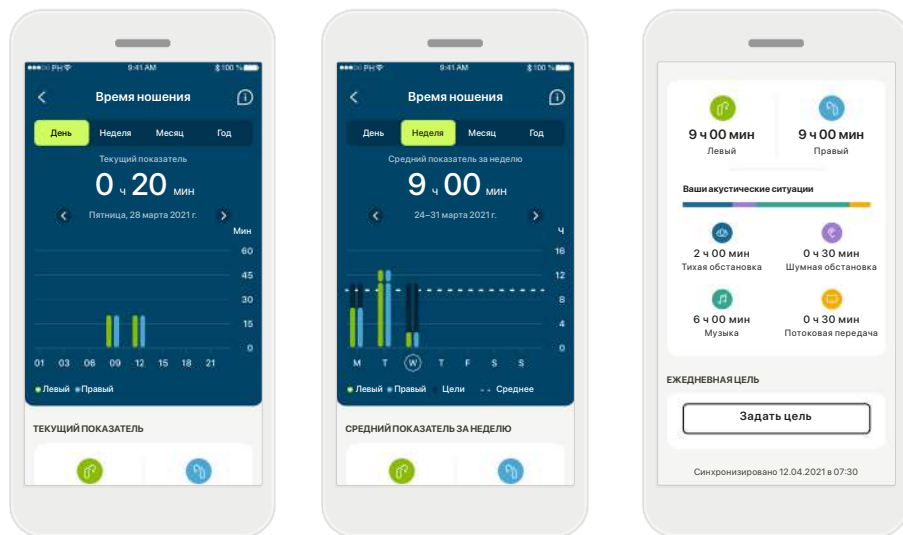 ●●●○○ PH 9:41 AM 100 %
Время ношения
День Неделя Месяц Год
Текущий показатель
0 ч 20 мин
Пятница, 28 марта 2021 г.
Мин
60
45
30
15
0
01 03 06 09 12 15 18 21
Левый Правый
ТЕКУЩИЙ ПОКАЗАТЕЛЬ
●●●○○ PH 9:41 AM 100 %
Время ношения
День Неделя Месяц Год
Средний показатель за неделю
9 ч 00 мин
24–31 марта 2021 г.
Ч
16
12
8
4
0
M T W T F S S
Левый Правый Цели -- Среднее
СРЕДНИЙ ПОКАЗАТЕЛЬ ЗА НЕДЕЛЮ
9 ч 00 мин 9 ч 00 мин
Левый Правый
Ваши акустические ситуации
2 ч 00 мин 0 ч 30 мин
Тихая обстановка Шумная обстановка
6 ч 00 мин 0 ч 30 мин
Музыка Потоковая передача
ЕЖЕДНЕВНАЯ ЦЕЛЬ
Задать цель
Синхронизировано 12.04.2021 в 07:30